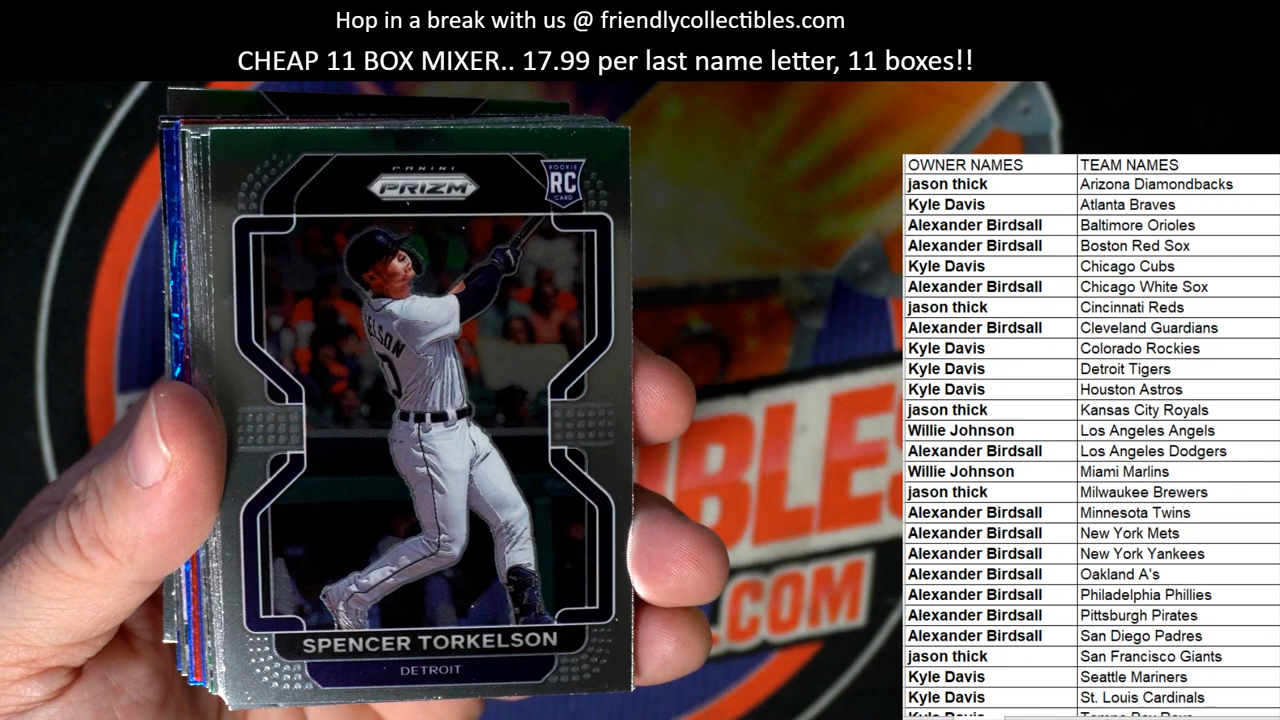 Hop in a break with us @ friendlycollectibles.com
CHEAP 11 BOX MIXER.. 17.99 per last name letter, 11 boxes!!
PANINI
PRIZM
ROOKIE
RC
CARD
ELSON
SPENCER TORKELSON
DETROIT
IBLES
.COM
OWNER NAMES TEAM NAMES
jason thick Arizona Diamondbacks
Kyle Davis Atlanta Braves
Alexander Birdsall Baltimore Orioles
Alexander Birdsall Boston Red Sox
Kyle Davis Chicago Cubs
Alexander Birdsall Chicago White Sox
jason thick Cincinnati Reds
Alexander Birdsall Cleveland Guardians
Kyle Davis Colorado Rockies
Kyle Davis Detroit Tigers
Kyle Davis Houston Astros
jason thick Kansas City Royals
Willie Johnson Los Angeles Angels
Alexander Birdsall Los Angeles Dodgers
Willie Johnson Miami Marlins
jason thick Milwaukee Brewers
Alexander Birdsall Minnesota Twins
Alexander Birdsall New York Mets
Alexander Birdsall New York Yankees
Alexander Birdsall Oakland A's
Alexander Birdsall Philadelphia Phillies
Alexander Birdsall Pittsburgh Pirates
Alexander Birdsall San Diego Padres
jason thick San Francisco Giants
Kyle Davis Seattle Mariners
Kyle Davis St. Louis Cardinals